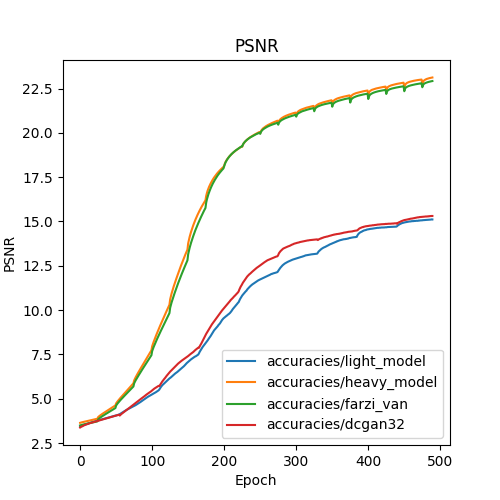 PSNR
22.5
20.0
17.5
15.0
12.5
10.0
7.5
5.0
2.5
PSNR
0
100
200
300
400
500
Epoch
accuracies/light_model
accuracies/heavy_model
accuracies/farzi_van
accuracies/dcgan32